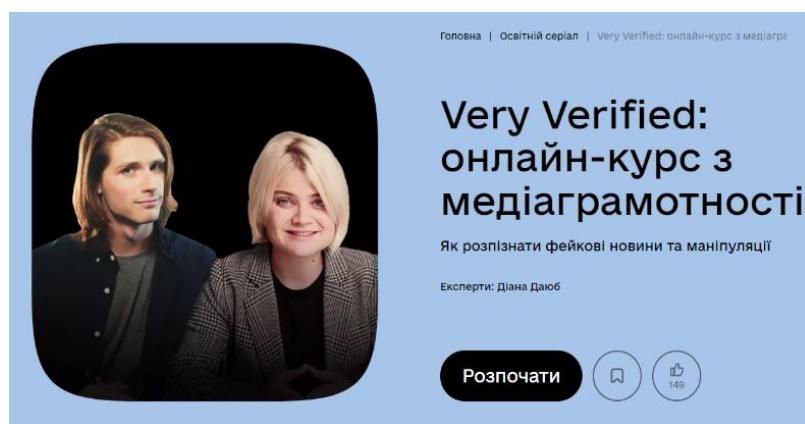 Головна | Освітній серіал | Very Verified: онлайн-курс з медіагра
Very Verified:
онлайн-курс з
медіаграмотності
Як розпізнати фейкові новини та маніпуляції
Експерти: Діана Даюб
Розпочати
149